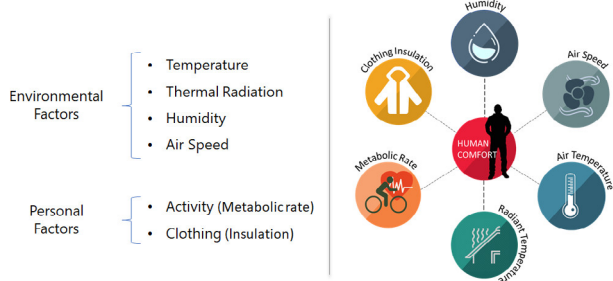 Environmental
Factors
• Temperature
• Thermal Radiation
• Humidity
• Air Speed
Personal
Factors
• Activity (Metabolic rate)
• Clothing (Insulation)
Humidity
Clothing Insulation
Air Speed
HUMAN
COMFORT
Metabolic Rate
Air Temperature
Radiant Temperature